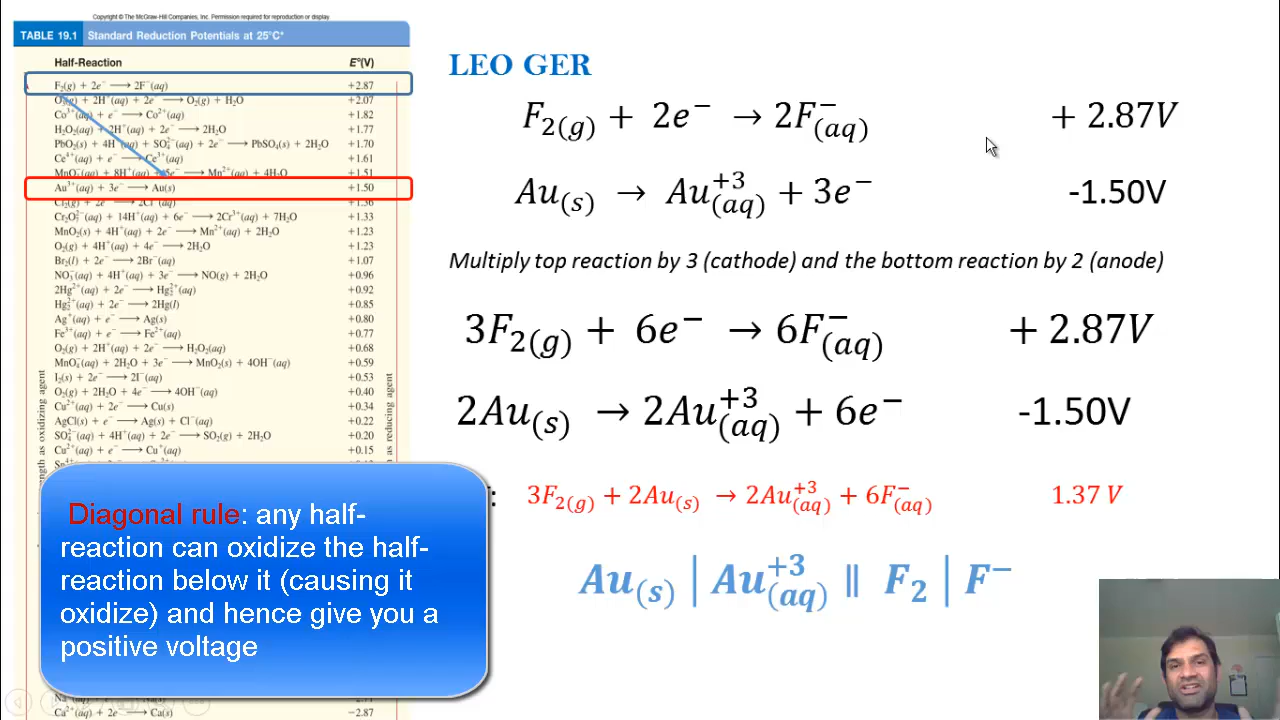 Copyright © The McGraw-Hill Companies, Inc. Permission required for reproduction or display.
TABLE 19.1 Standard Reduction Potentials at 25°C*
Half-Reaction E°(V)
F₂(g) + 2e⁻ ⟶ 2F⁻(aq) +2.87
O₃(g) + 2H⁺(aq) + 2e⁻ ⟶ O₂(g) + H₂O +2.07
Co³⁺(aq) + e⁻ ⟶ Co²⁺(aq) +1.82
H₂O₂(aq) + 2H⁺(aq) + 2e⁻ ⟶ 2H₂O +1.77
PbO₂(s) + 4H⁺(aq) + SO₄²⁻ + 2e⁻ ⟶ PbSO₄(s) + 2H₂O +1.70
Ce⁴⁺(aq) + e⁻ ⟶ Ce³⁺(aq) +1.61
MnO₄⁻(aq) + 8H⁺(aq) + 5e⁻ ⟶ Mn²⁺(aq) + 4H₂O +1.51
Au³⁺(aq) + 3e⁻ ⟶ Au(s) +1.50
Cl₂(g) + 2e⁻ ⟶ 2Cl⁻(aq) +1.36
Cr₂O₇²⁻(aq) + 14H⁺(aq) + 6e⁻ ⟶ 2Cr³⁺(aq) + 7H₂O +1.33
MnO₂(s) + 4H⁺(aq) + 2e⁻ ⟶ Mn²⁺(aq) + 2H₂O +1.23
O₂(g) + 4H⁺(aq) + 4e⁻ ⟶ 2H₂O +1.23
Br₂(l) + 2e⁻ ⟶ 2Br⁻(aq) +1.07
NO₃⁻(aq) + 4H⁺(aq) + 3e⁻ ⟶ NO(g) + 2H₂O +0.96
2Hg²⁺(aq) + 2e⁻ ⟶ Hg₂²⁺(aq) +0.92
Hg₂²⁺(aq) + 2e⁻ ⟶ 2Hg(l) +0.85
Ag⁺(aq) + e⁻ ⟶ Ag(s) +0.80
Fe³⁺(aq) + e⁻ ⟶ Fe²⁺(aq) +0.77
O₂(g) + 2H⁺(aq) + 2e⁻ ⟶ H₂O₂(aq) +0.68
MnO₄⁻(aq) + 2H₂O + 3e⁻ ⟶ MnO₂(s) + 4OH⁻(aq) +0.59
I₂(s) + 2e⁻ ⟶ 2I⁻(aq) +0.53
O₂(g) + 2H₂O + 4e⁻ ⟶ 4OH⁻(aq) +0.40
Cu²⁺(aq) + 2e⁻ ⟶ Cu(s) +0.34
AgCl(s) + e⁻ ⟶ Ag(s) + Cl⁻(aq) +0.22
SO₄²⁻(aq) + 4H⁺(aq) + 2e⁻ ⟶ SO₂(g) + 2H₂O +0.20
Cu²⁺(aq) + e⁻ ⟶ Cu⁺(aq) +0.15
as oxidizing agent
as reducing agent
Ca²⁺(aq) + 2e⁻ ⟶ Ca(s) −2.87
Diagonal rule: any half-
reaction can oxidize the half-
reaction below it (causing it
oxidize) and hence give you a
positive voltage
LEO GER
F₂₍g₎ + 2e⁻ → 2F⁻(aq) + 2.87V
Au(s) → Au⁺³(aq) + 3e⁻ -1.50V
Multiply top reaction by 3 (cathode) and the bottom reaction by 2 (anode)
3F₂(g) + 6e⁻ → 6F⁻(aq) + 2.87V
2Au(s) → 2Au⁺³(aq) + 6e⁻ -1.50V
: 3F₂(g) + 2Au(s) → 2Au⁺³(aq) + 6F⁻(aq) 1.37 V
Au(s) | Au⁺³(aq) ∥ F₂ | F⁻